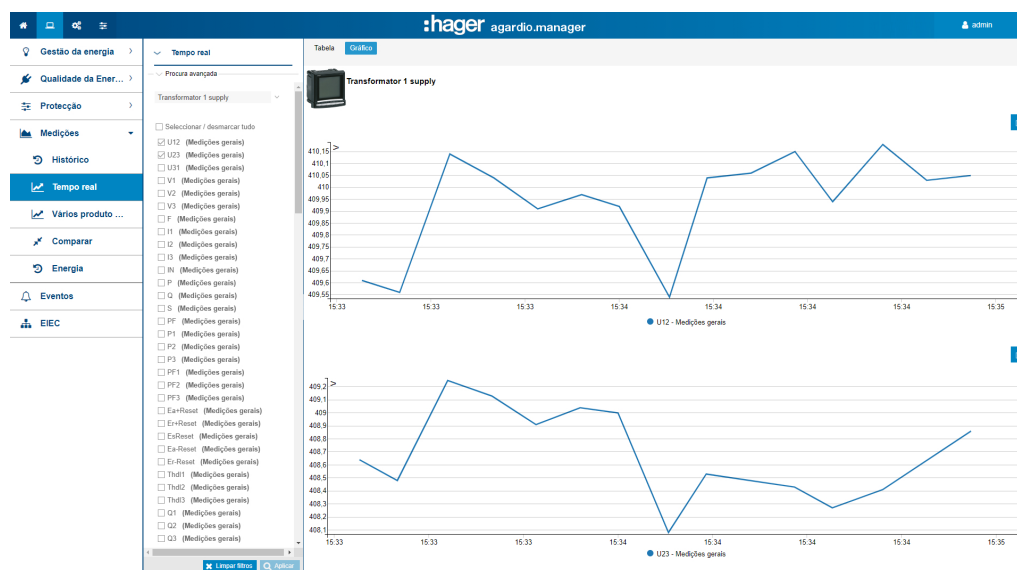 :hager agardio.manager
admin
Gestão da energia
Qualidade da Ener...
Protecção
Medições
Histórico
Tempo real
Vários produto ...
Comparar
Energia
Eventos
EIEC
Tempo real
Procura avançada
Transformator 1 supply
Seleccionar / desmarcar tudo
U12 (Medições gerais)
U23 (Medições gerais)
U31 (Medições gerais)
V1 (Medições gerais)
V2 (Medições gerais)
V3 (Medições gerais)
F (Medições gerais)
I1 (Medições gerais)
I2 (Medições gerais)
I3 (Medições gerais)
IN (Medições gerais)
P (Medições gerais)
Q (Medições gerais)
S (Medições gerais)
PF (Medições gerais)
P1 (Medições gerais)
P2 (Medições gerais)
P3 (Medições gerais)
PF1 (Medições gerais)
PF2 (Medições gerais)
PF3 (Medições gerais)
Ea+Reset (Medições gerais)
Er+Reset (Medições gerais)
EsReset (Medições gerais)
Ea-Reset (Medições gerais)
Er-Reset (Medições gerais)
ThdI1 (Medições gerais)
ThdI2 (Medições gerais)
ThdI3 (Medições gerais)
Q1 (Medições gerais)
Q2 (Medições gerais)
Q3 (Medições gerais)
Limpar filtros Aplicar
Tabela Gráfico
Transformator 1 supply
V
410,15
410,1
410,05
410
409,95
409,9
409,85
409,8
409,75
409,7
409,65
409,6
409,55
15:33 15:33 15:33 15:34 15:34 15:34 15:34 15:35
U12 - Medições gerais
V
409,2
409,1
409
408,9
408,8
408,7
408,6
408,5
408,4
408,3
408,2
408,1
15:33 15:33 15:33 15:34 15:34 15:34 15:34 15:35
U23 - Medições gerais